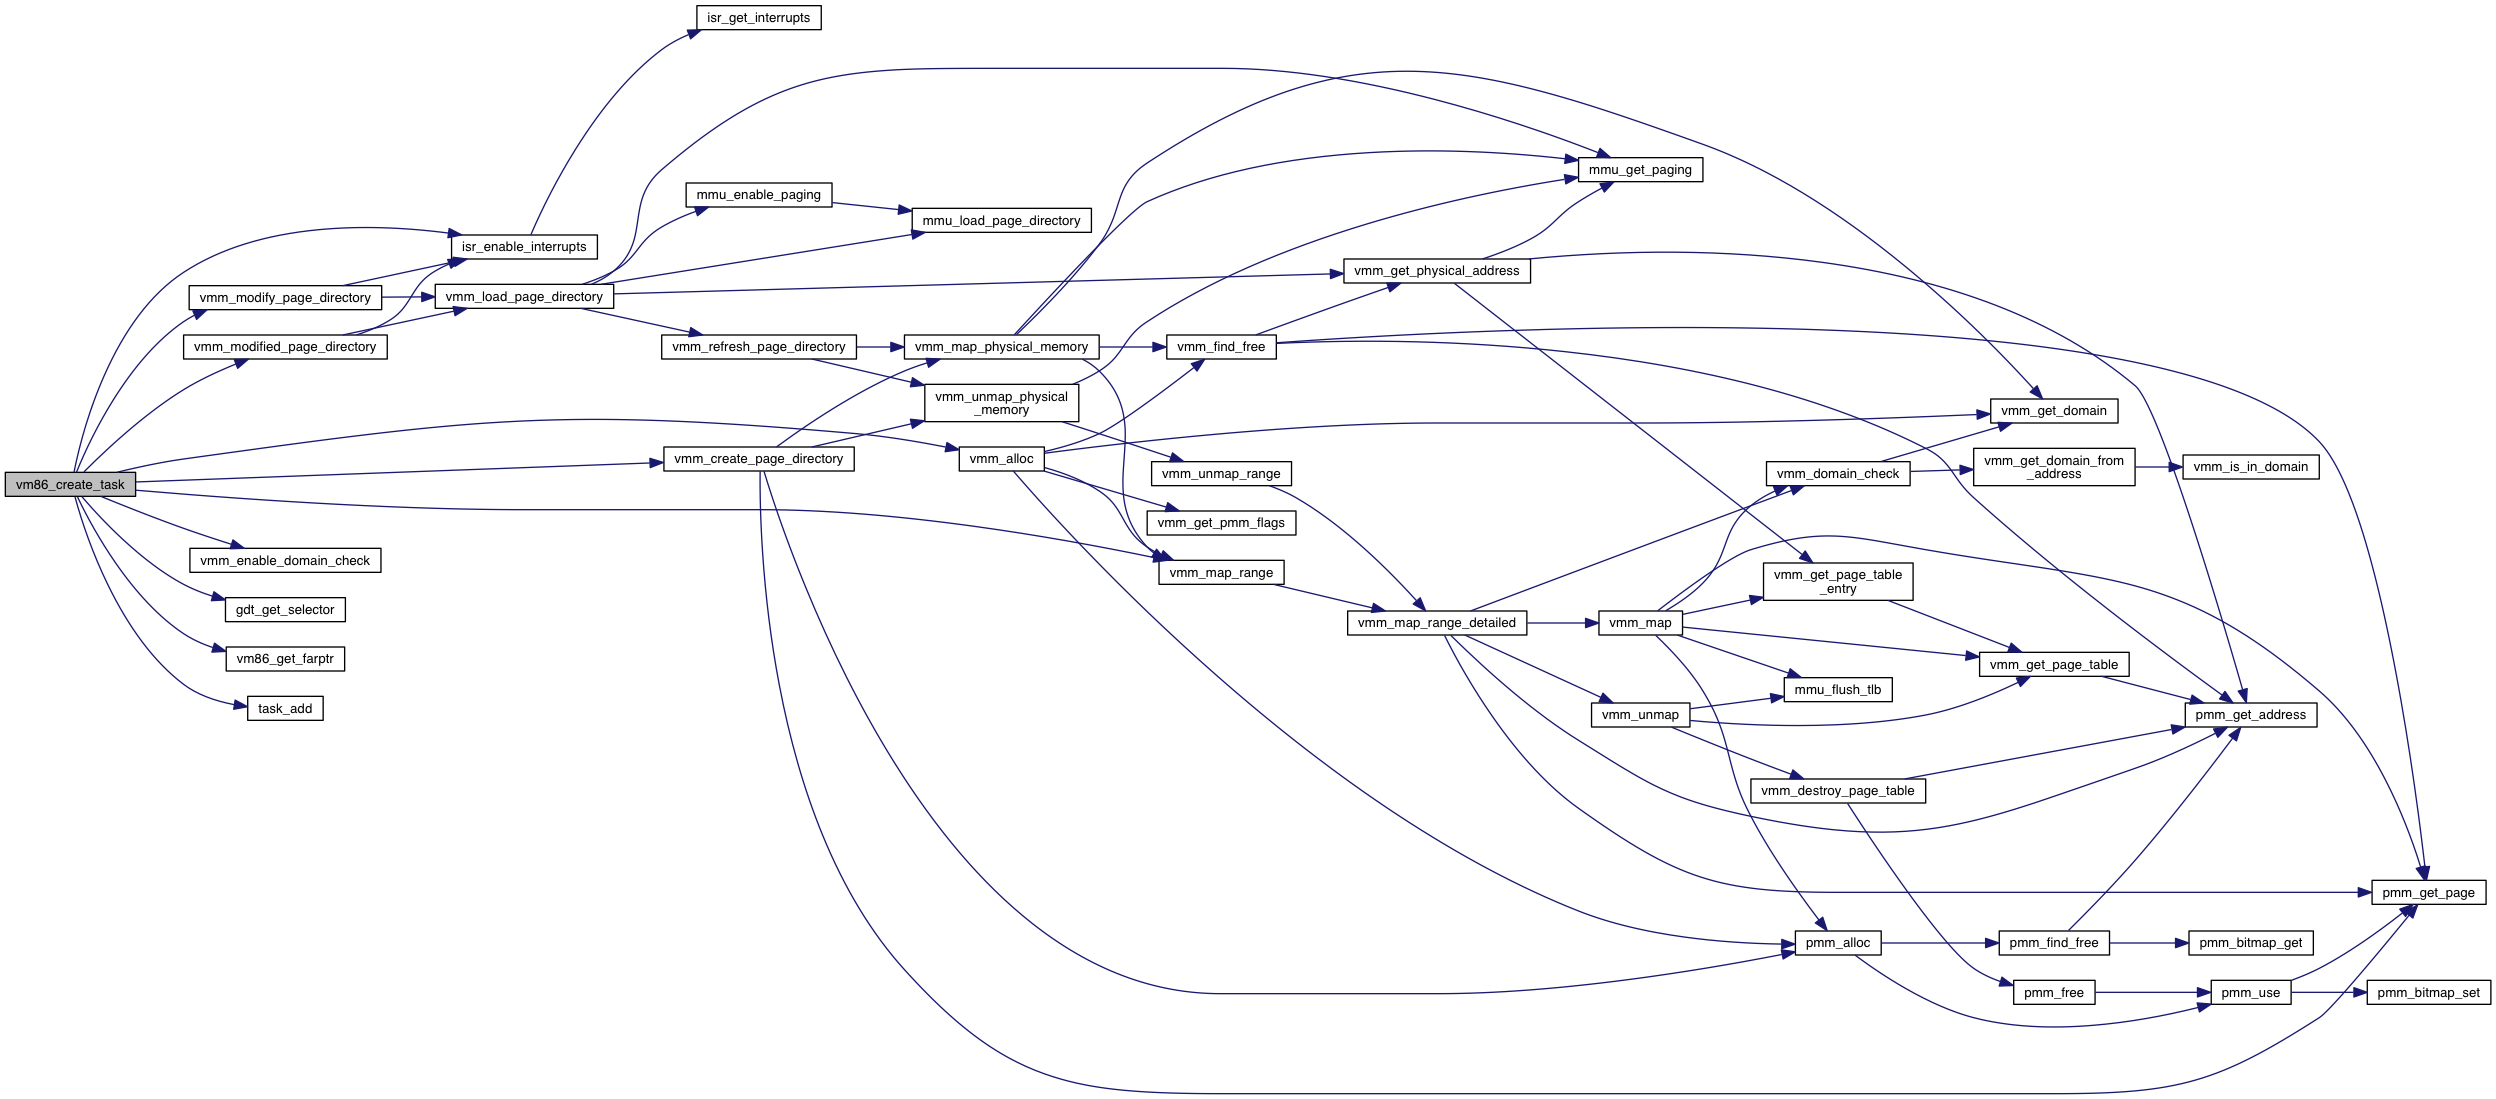 isr_get_interrupts
mmu_get_paging
mmu_enable_paging
mmu_load_page_directory
isr_enable_interrupts
vmm_get_physical_address
vmm_modify_page_directory
vmm_load_page_directory
vmm_modified_page_directory
vmm_refresh_page_directory
vmm_map_physical_memory
vmm_find_free
vmm_unmap_physical
_memory
vmm_get_domain
vmm_create_page_directory
vmm_alloc
vmm_unmap_range
vmm_domain_check
vmm_get_domain_from
_address
vmm_is_in_domain
vm86_create_task
vmm_get_pmm_flags
vmm_enable_domain_check
vmm_map_range
vmm_get_page_table
_entry
gdt_get_selector
vmm_map_range_detailed
vmm_map
vm86_get_farptr
vmm_get_page_table
mmu_flush_tlb
task_add
vmm_unmap
pmm_get_address
vmm_destroy_page_table
pmm_get_page
pmm_alloc
pmm_find_free
pmm_bitmap_get
pmm_free
pmm_use
pmm_bitmap_set